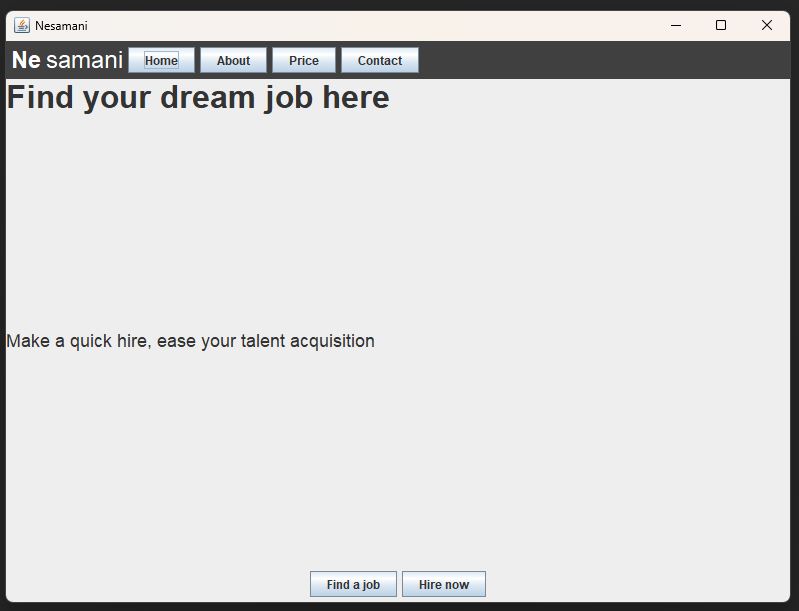 Nesamani
Ne samani Home About Price Contact
Find your dream job here
Make a quick hire, ease your talent acquisition
Find a job Hire now